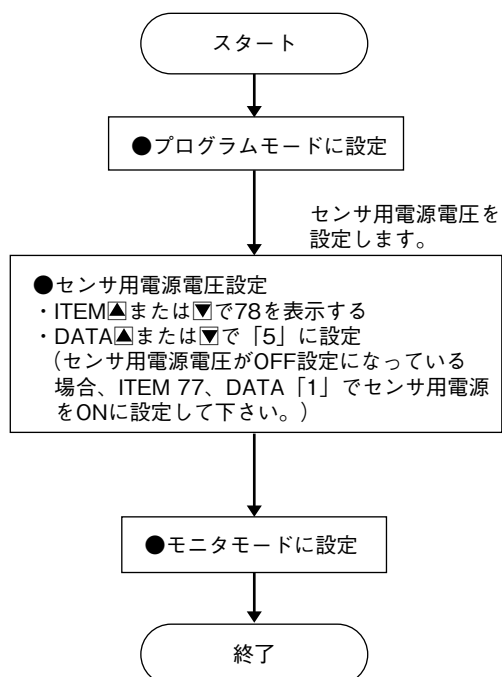 スタート
●プログラムモードに設定
センサ用電源電圧を
設定します。
●センサ用電源電圧設定
・ITEM▲または▼で78を表示する
・DATA▲または▼で「5」に設定
（センサ用電源電圧がOFF設定になっている
場合、ITEM 77、DATA「1」でセンサ用電源
をONに設定して下さい。）
●モニタモードに設定
終了